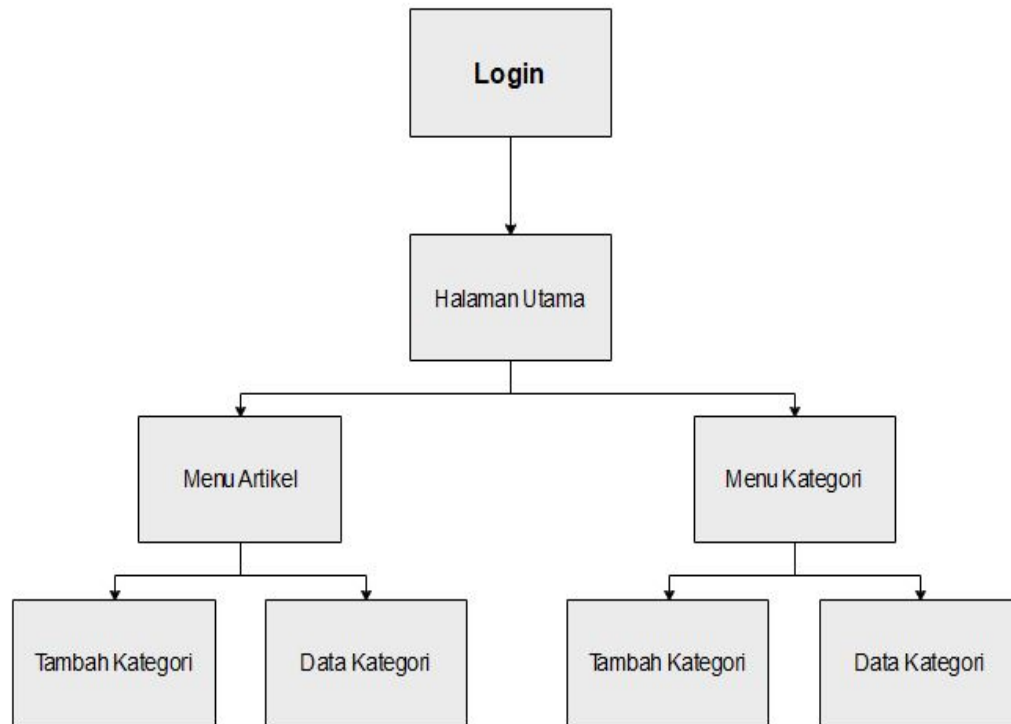 Login
Halaman Utama
Menu Artikel
Menu Kategori
Tambah Kategori
Data Kategori
Tambah Kategori
Data Kategori